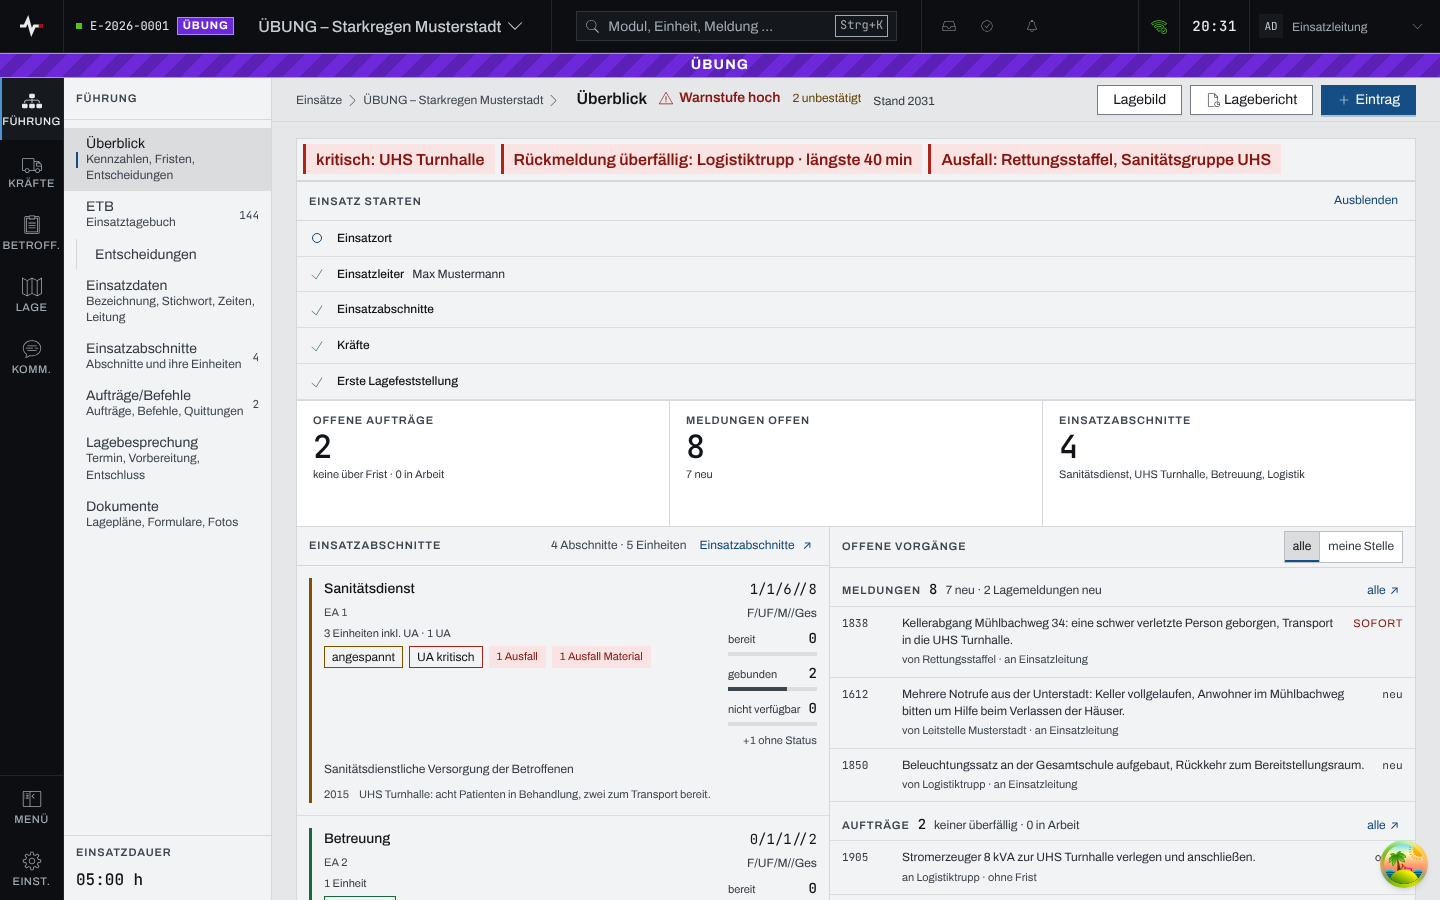 E-2026-0001 ÜBUNG ÜBUNG – Starkregen Musterstadt Modul, Einheit, Meldung ... Strg+K 20:31 AD Einsatzleitung
ÜBUNG
FÜHRUNG
KRÄFTE
BETROFF.
LAGE
KOMM.
MENÜ
EINST.
FÜHRUNG
Überblick
Kennzahlen, Fristen,
Entscheidungen
ETB
Einsatztagebuch
144
Entscheidungen
Einsatzdaten
Bezeichnung, Stichwort, Zeiten,
Leitung
Einsatzabschnitte
Abschnitte und ihre Einheiten
4
Aufträge/Befehle
Aufträge, Befehle, Quittungen
2
Lagebesprechung
Termin, Vorbereitung,
Entschluss
Dokumente
Lagepläne, Formulare, Fotos
EINSATZDAUER
05:00 h
Einsätze ÜBUNG – Starkregen Musterstadt Überblick Warnstufe hoch 2 unbestätigt Stand 2031
Lagebild Lagebericht + Eintrag
kritisch: UHS Turnhalle Rückmeldung überfällig: Logistiktrupp · längste 40 min Ausfall: Rettungsstaffel, Sanitätsgruppe UHS
EINSATZ STARTEN Ausblenden
Einsatzort
Einsatzleiter Max Mustermann
Einsatzabschnitte
Kräfte
Erste Lagefeststellung
OFFENE AUFTRÄGE
2
keine über Frist · 0 in Arbeit
MELDUNGEN OFFEN
8
7 neu
EINSATZABSCHNITTE
4
Sanitätsdienst, UHS Turnhalle, Betreuung, Logistik
EINSATZABSCHNITTE 4 Abschnitte · 5 Einheiten Einsatzabschnitte ↗
Sanitätsdienst 1/1/6//8
EA 1 F/UF/M//Ges
3 Einheiten inkl. UA · 1 UA
angespannt UA kritisch 1 Ausfall 1 Ausfall Material
bereit 0
gebunden 2
nicht verfügbar 0
+1 ohne Status
Sanitätsdienstliche Versorgung der Betroffenen
2015 UHS Turnhalle: acht Patienten in Behandlung, zwei zum Transport bereit.
Betreuung 0/1/1//2
EA 2 F/UF/M//Ges
1 Einheit
bereit 0
OFFENE VORGÄNGE alle meine Stelle
MELDUNGEN 8 7 neu · 2 Lagemeldungen neu alle ↗
1838 Kellerabgang Mühlbachweg 34: eine schwer verletzte Person geborgen, Transport SOFORT
in die UHS Turnhalle.
von Rettungsstaffel · an Einsatzleitung
1612 Mehrere Notrufe aus der Unterstadt: Keller vollgelaufen, Anwohner im Mühlbachweg neu
bitten um Hilfe beim Verlassen der Häuser.
von Leitstelle Musterstadt · an Einsatzleitung
1850 Beleuchtungssatz an der Gesamtschule aufgebaut, Rückkehr zum Bereitstellungsraum. neu
von Logistiktrupp · an Einsatzleitung
AUFTRÄGE 2 keiner überfällig · 0 in Arbeit alle ↗
1905 Stromerzeuger 8 kVA zur UHS Turnhalle verlegen und anschließen.
an Logistiktrupp · ohne Frist